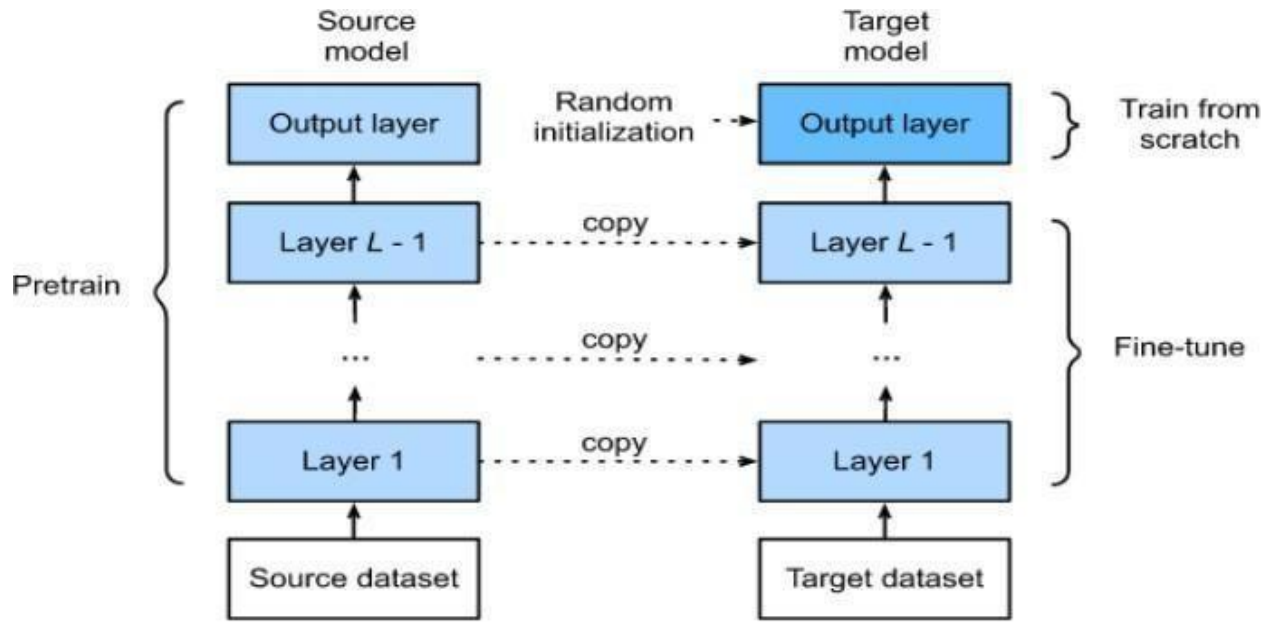 Source
model
Target
model
Output layer
Random
initialization
Output layer
Train from
scratch
Layer L - 1
copy
Layer L - 1
Pretrain
...
copy
...
Fine-tune
Layer 1
copy
Layer 1
Source dataset
Target dataset